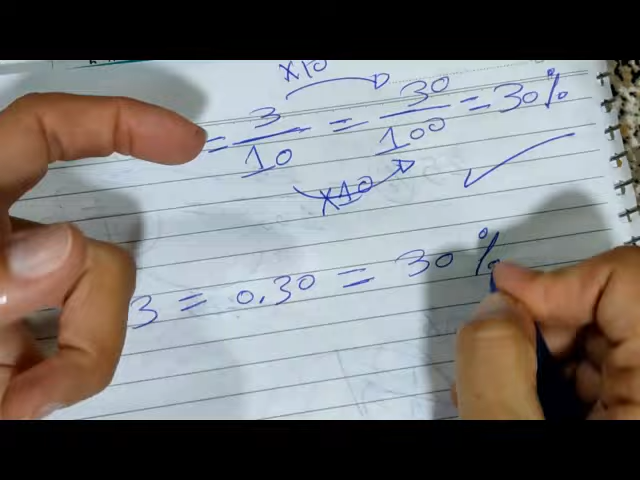 x10
= 3/10 = 30/100 = 30%
x10
3 = 0.30 = 30%